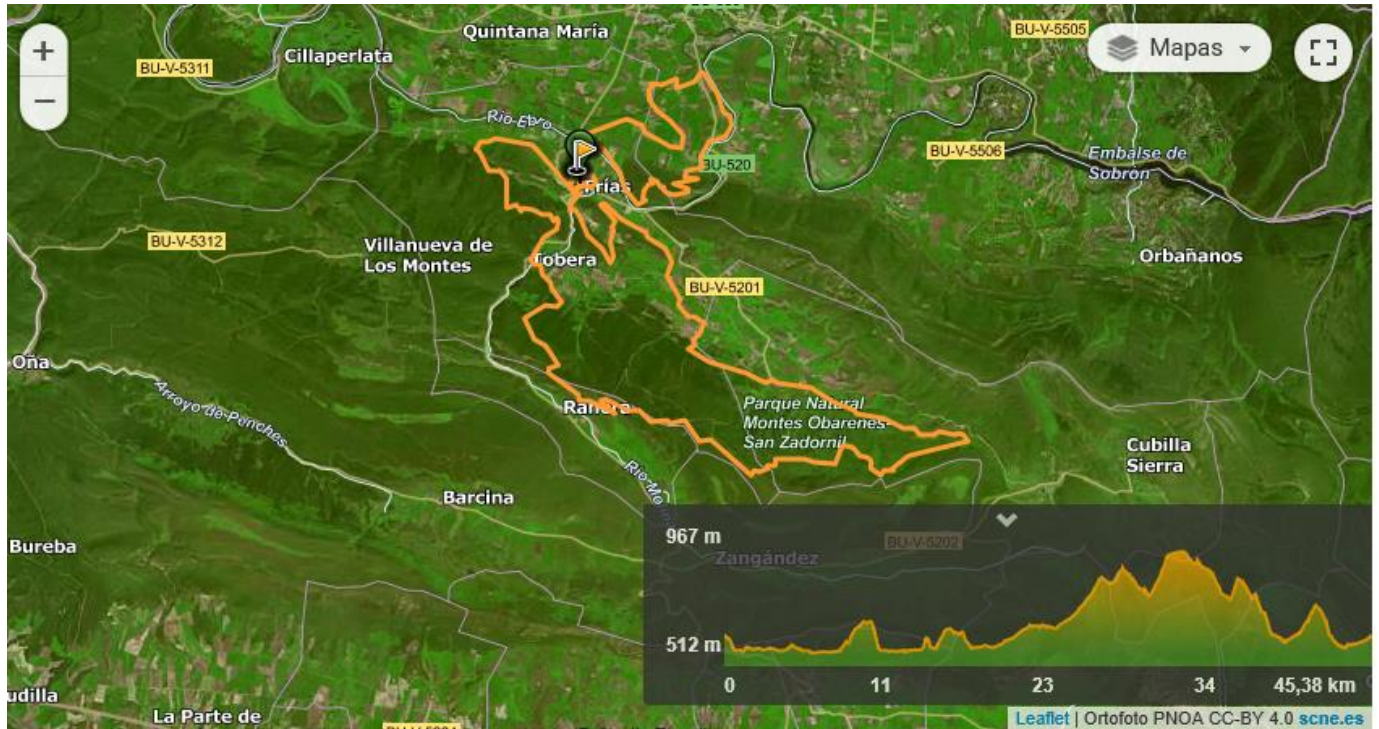 +
−
Quintana María
Cillaperlata
BU-V-5311
BU-V-5505
Mapas
Río Ebro
BU-520
BU-V-5506
Embalse de
Sobrón
Frías
BU-V-5312
Villanueva de
Los Montes
Tobera
Orbañanos
BU-V-5201
Oña
Arroyo de Penches
Ranera
Parque Natural
Montes Obarenes-
San Zadornil
Cubilla
Sierra
Barcina
Bureba
967 m
Zangández
BU-V-5202
512 m
0 11 23 34 45,38 km
udilla
La Parte de
Leaflet | Ortofoto PNOA CC-BY 4.0 scne.es